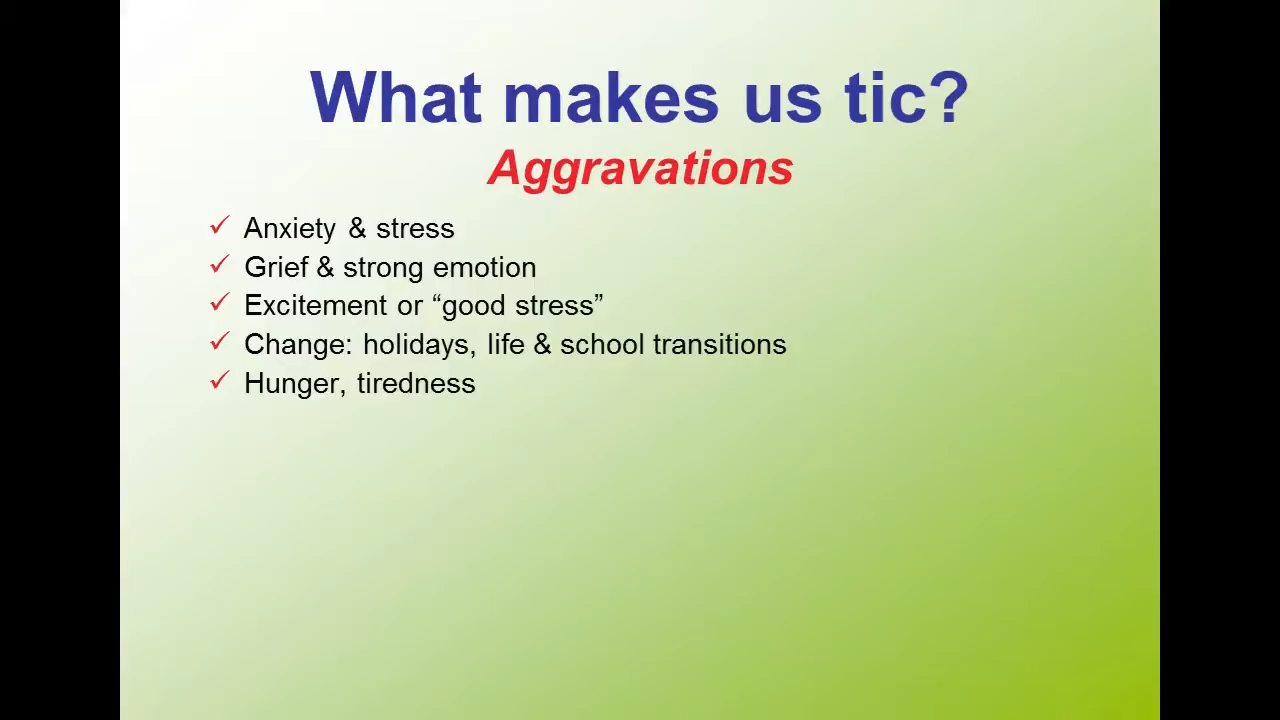 What makes us tic?
Aggravations
✓ Anxiety & stress
✓ Grief & strong emotion
✓ Excitement or “good stress”
✓ Change: holidays, life & school transitions
✓ Hunger, tiredness